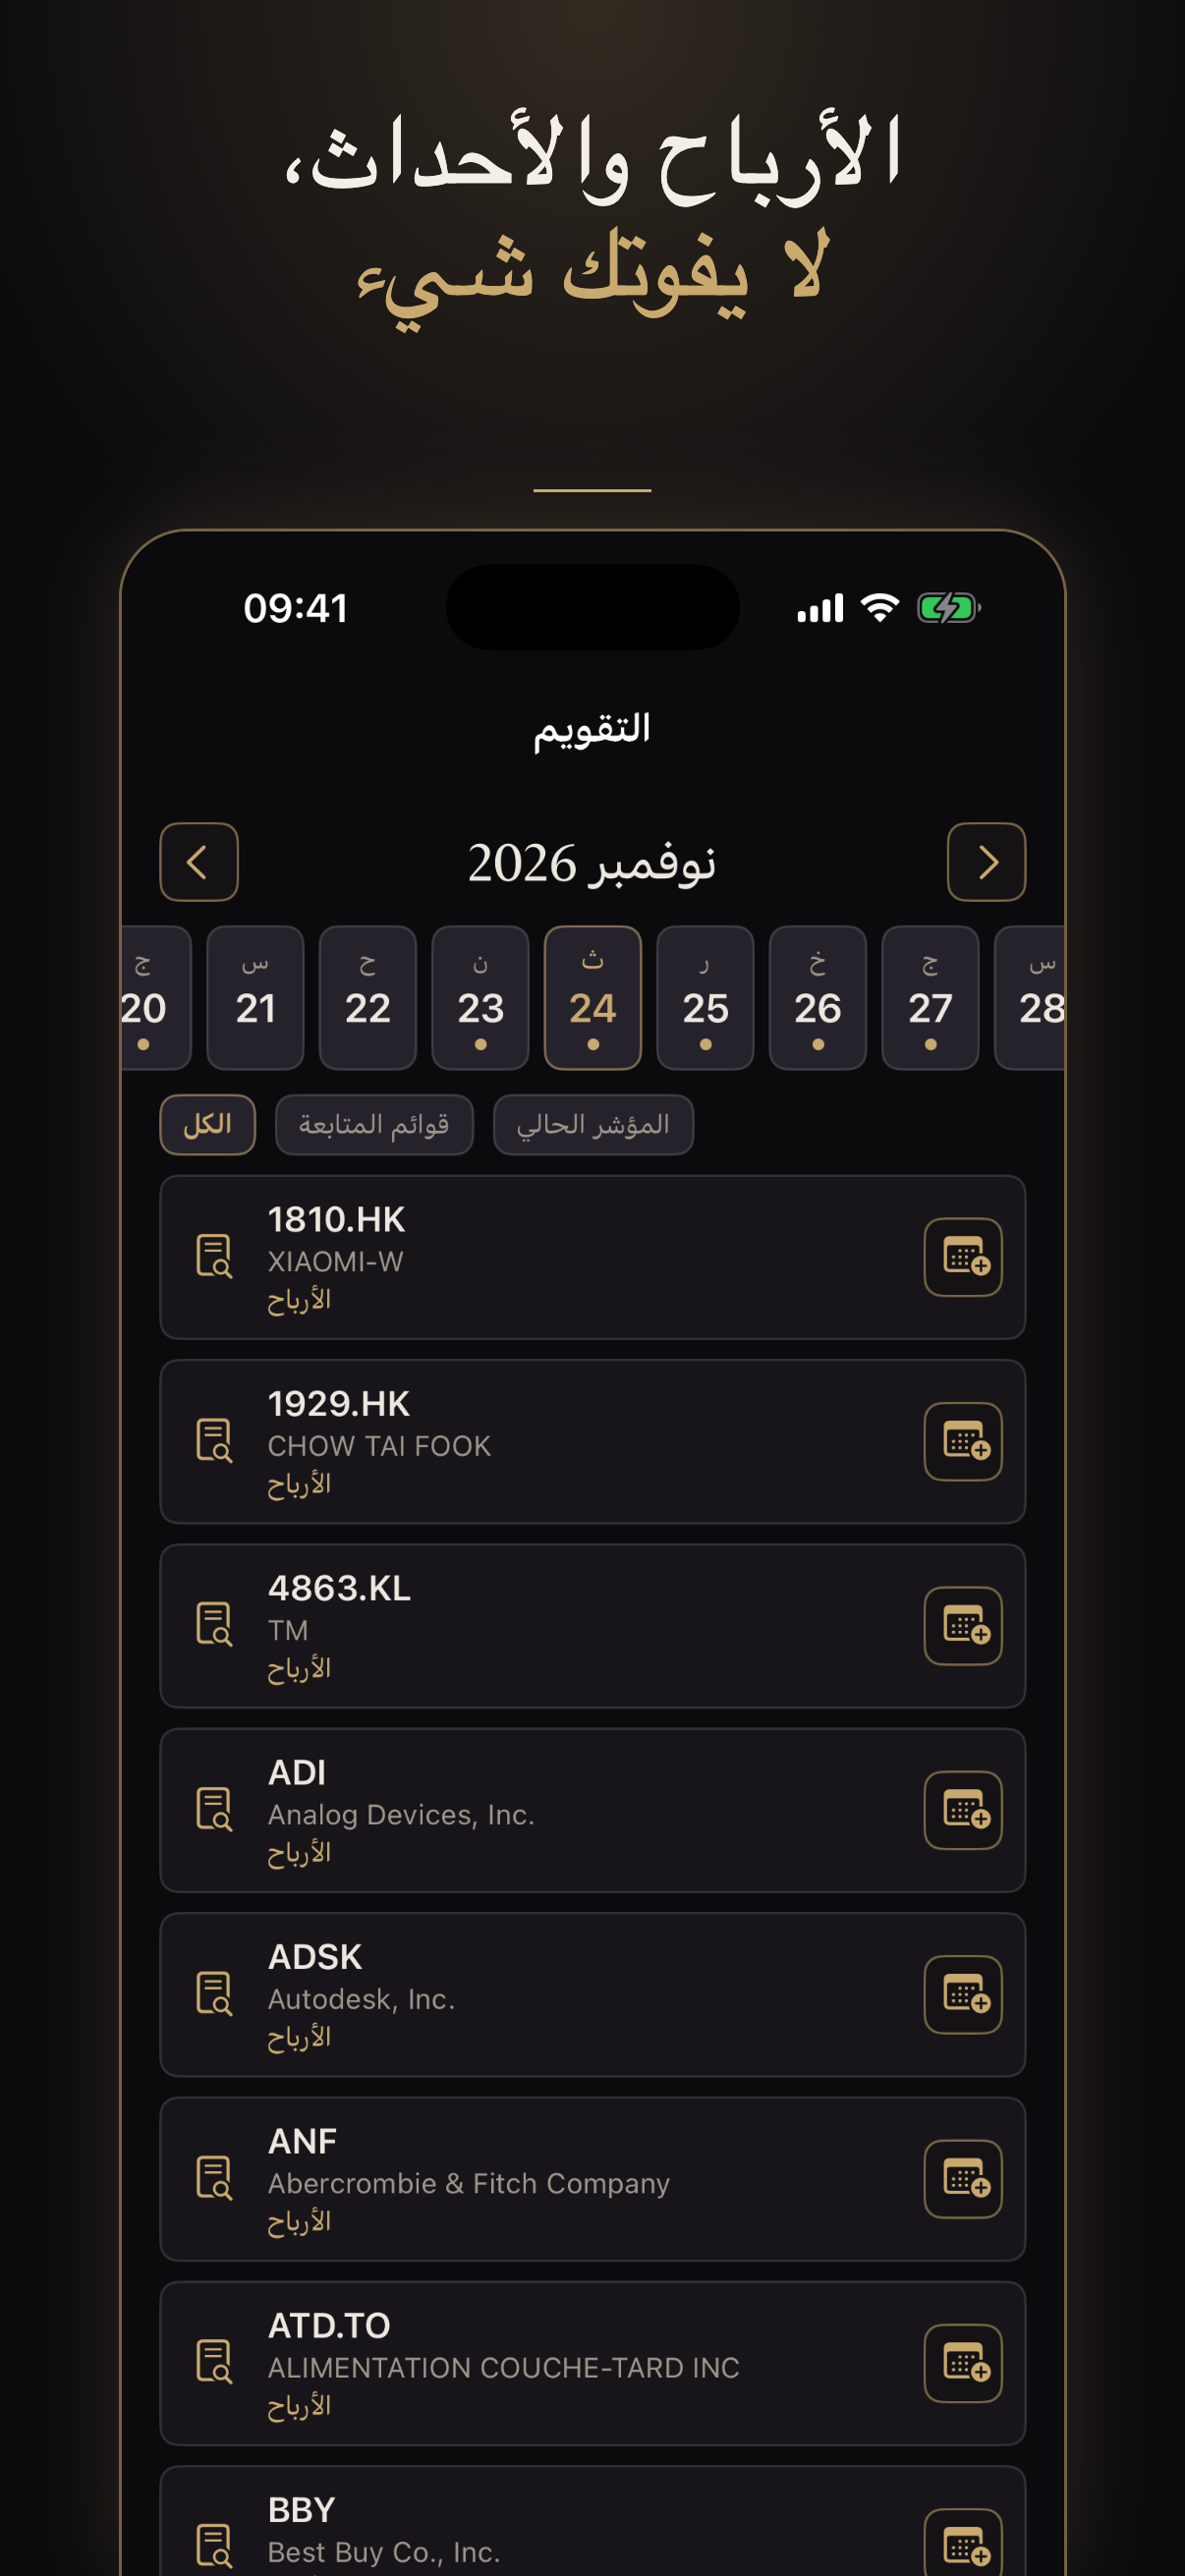 الأرباح والأحداث،
لا يفوتك شيء
09:41
التقويم
نوفمبر 2026
ج س ح ن ث ر خ ج س
20 21 22 23 24 25 26 27 28
الكل قوائم المتابعة المؤشر الحالي
1810.HK
XIAOMI-W
الأرباح
1929.HK
CHOW TAI FOOK
الأرباح
4863.KL
TM
الأرباح
ADI
Analog Devices, Inc.
الأرباح
ADSK
Autodesk, Inc.
الأرباح
ANF
Abercrombie & Fitch Company
الأرباح
ATD.TO
ALIMENTATION COUCHE-TARD INC
الأرباح
BBY
Best Buy Co., Inc.